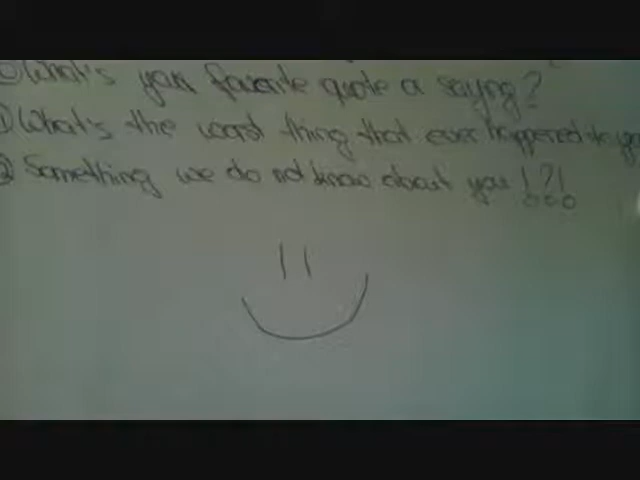 What's your favorite quote or saying?
What's the worst thing that ever happened to you
Something we do not know about you!?!